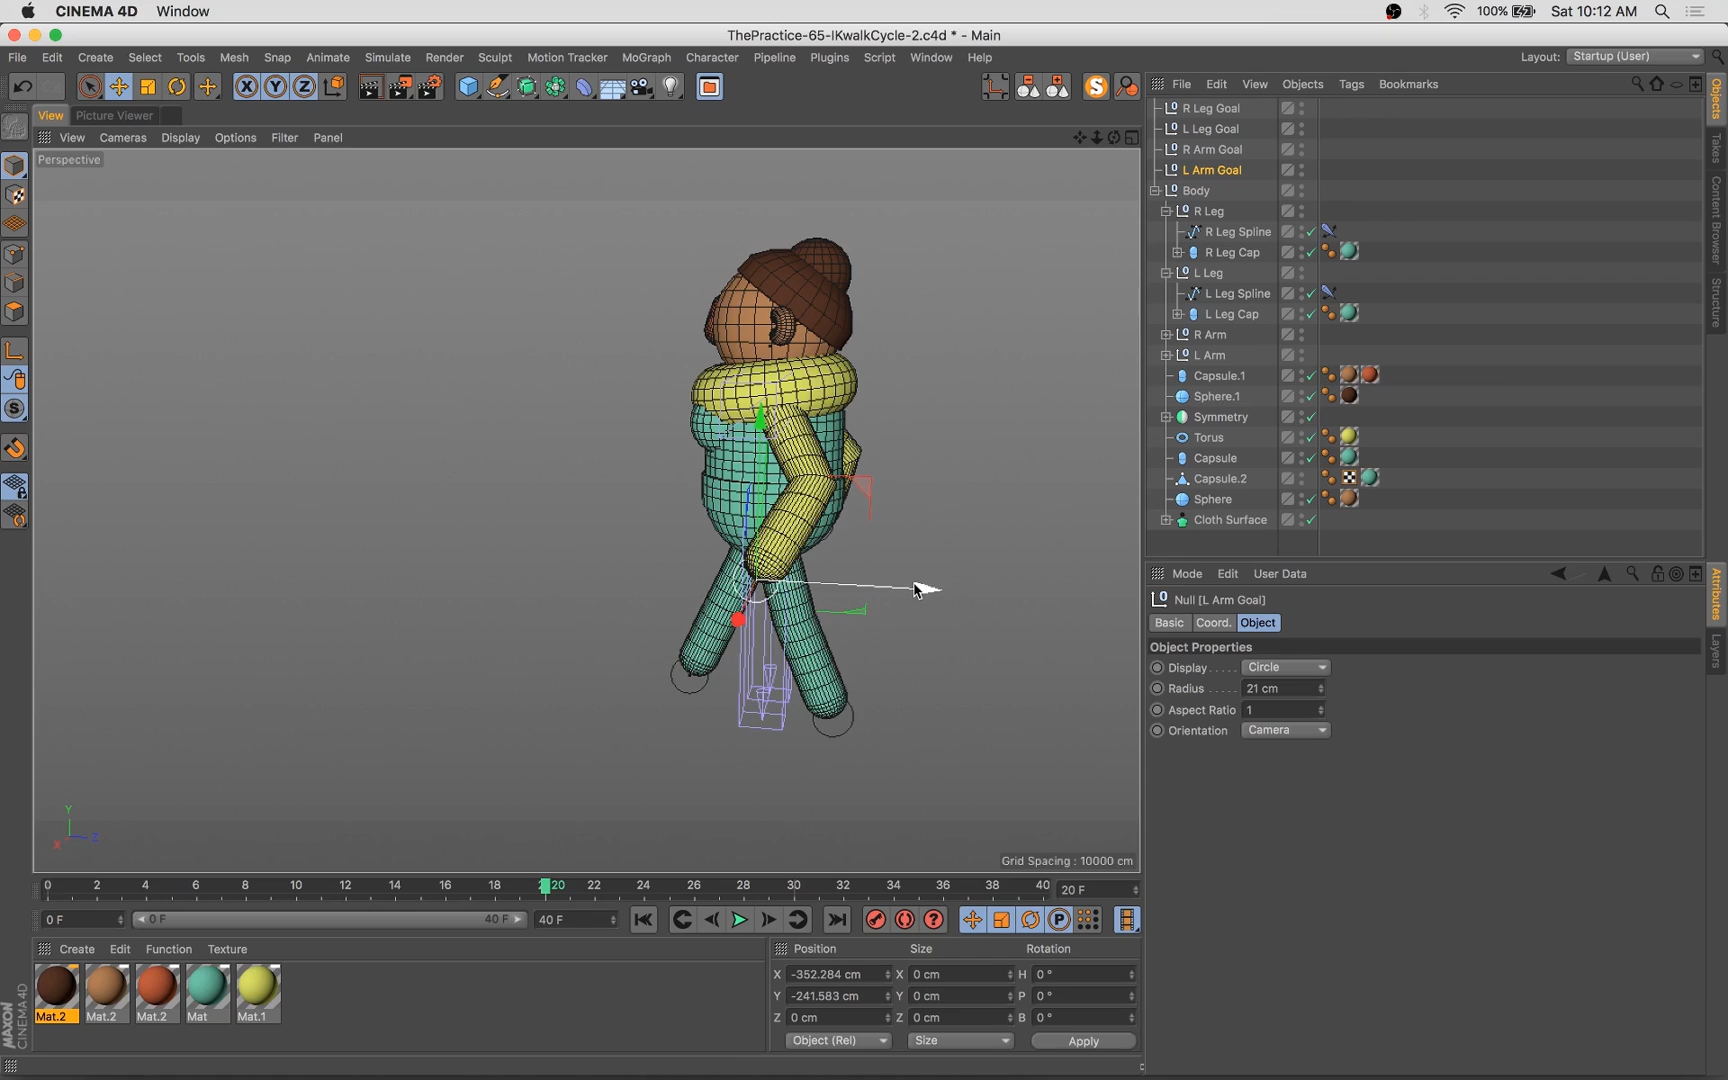 CINEMA 4D Window 100% Sat 10:12 AM
ThePractice-65-IKwalkCycle-2.c4d * - Main
File Edit Create Select Tools Mesh Snap Animate Simulate Render Sculpt Motion Tracker MoGraph Character Pipeline Plugins Script Window Help Layout: Startup (User)
X Y Z S
File Edit View Objects Tags Bookmarks
View Picture Viewer
View Cameras Display Options Filter Panel
Perspective
R Leg Goal
L Leg Goal
R Arm Goal
L Arm Goal
Body
R Leg
R Leg Spline
R Leg Cap
L Leg
L Leg Spline
L Leg Cap
R Arm
L Arm
Capsule.1
Sphere.1
Symmetry
Torus
Capsule
Capsule.2
Sphere
Cloth Surface
Objects
Takes
Content Browser
Structure
Mode Edit User Data
Null [L Arm Goal]
Basic Coord. Object
Object Properties
Display Circle
Radius 21 cm
Aspect Ratio 1
Orientation Camera
Attributes
Layers
Y
X Z
Grid Spacing : 10000 cm
0 2 4 6 8 10 12 14 16 18 20 22 24 26 28 30 32 34 36 38 40 20 F
0 F 0 F 40 F 40 F P
Create Edit Function Texture
Mat.2 Mat.2 Mat.2 Mat Mat.1
Position Size Rotation
X -352.284 cm X 0 cm H 0 °
Y -241.583 cm Y 0 cm P 0 °
Z 0 cm Z 0 cm B 0 °
Object (Rel) Size Apply
MAXON
CINEMA 4D